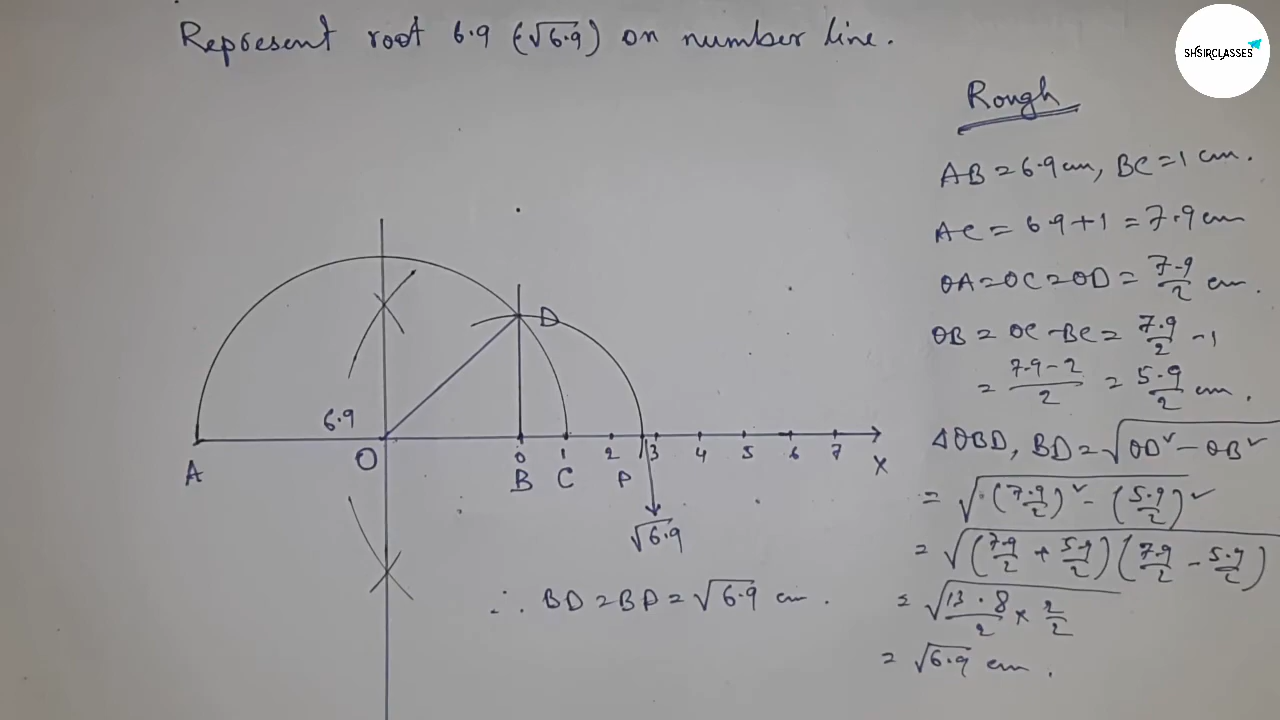 Represent root 6.9 (√6.9) on number line.
SHSIRCLASSES
Rough
AB = 6.9 cm, BC = 1 cm.
AC = 6.9 + 1 = 7.9 cm
OA = OC = OD = 7.9/2 cm.
OB = OC - BC = 7.9/2 - 1
= 7.9 - 2/2 = 5.9/2 cm.
△OBD, BD = √OD² - OB²
= √(7.9/2)² - (5.9/2)²
= √(7.9/2 + 5.9/2)(7.9/2 - 5.9/2)
= √13.8/2 × 2/2
= √6.9 cm.
D
6.9
A O 0 1 2 3 4 5 6 7 X
B C P
√6.9
∴ BD = BP = √6.9 cm.